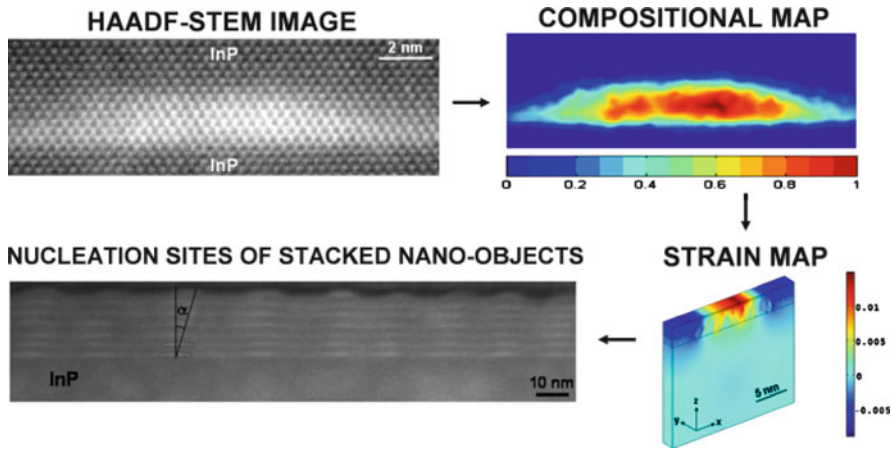 HAADF-STEM IMAGE
InP
2 nm
InP
COMPOSITIONAL MAP
0 0.2 0.4 0.6 0.8 1
NUCLEATION SITES OF STACKED NANO-OBJECTS
α
InP
10 nm
STRAIN MAP
0.01
0.005
0
-0.005
5 nm
z
y
x